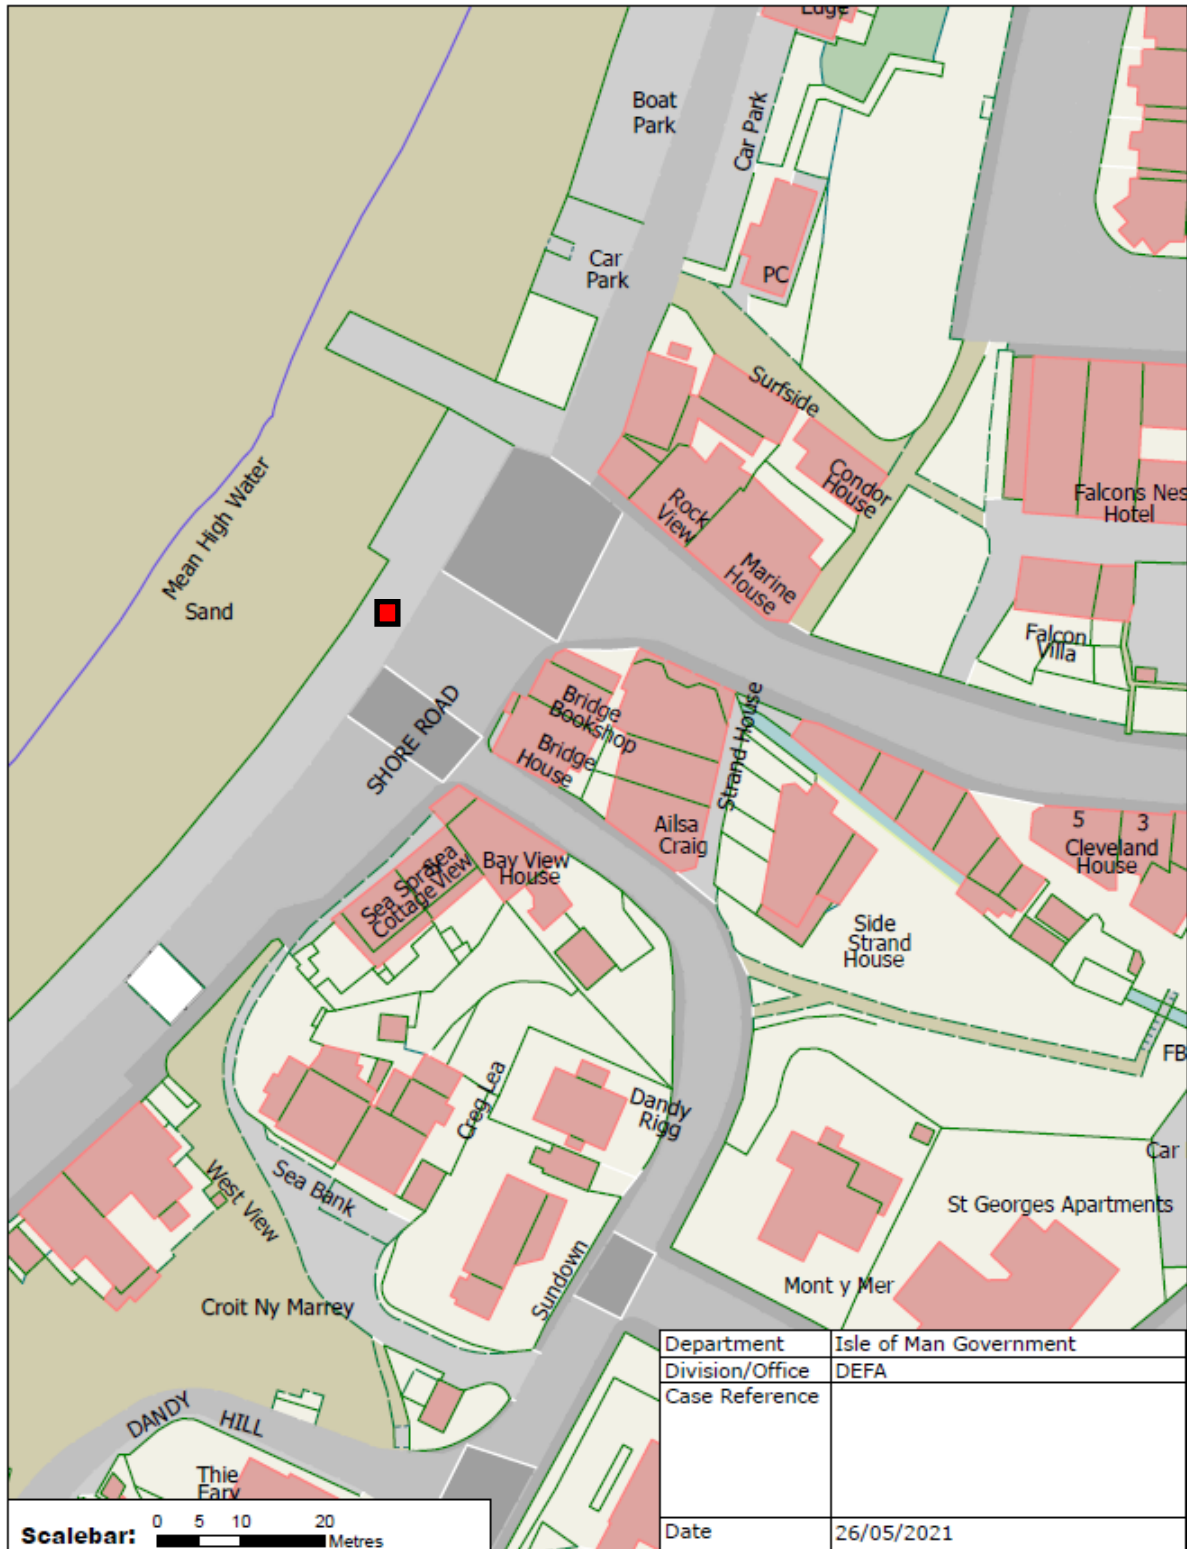 Edge
Boat
Park
Car Park
Car
Park
PC
Surfside
Condor
House
Rock
View
Marine
House
Falcons Nes
Hotel
Falcon
Villa
Mean High Water
Sand
SHORE ROAD
Bridge
Bookshop
Bridge
House
Strand House
Ailsa
Craig
5
3
Cleveland
House
Sea Spray
Cottage
Sea
View
Bay View
House
Side
Strand
House
FB
Creg Lea
Dandy
Rigg
Car
Sea Bank
West View
St Georges Apartments
Sundown
Mont y Mer
Croit Ny Marrey
DANDY HILL
Thie
Fary
Department Isle of Man Government
Division/Office DEFA
Case Reference
Date 26/05/2021
Scalebar: 0 5 10 20
Metres